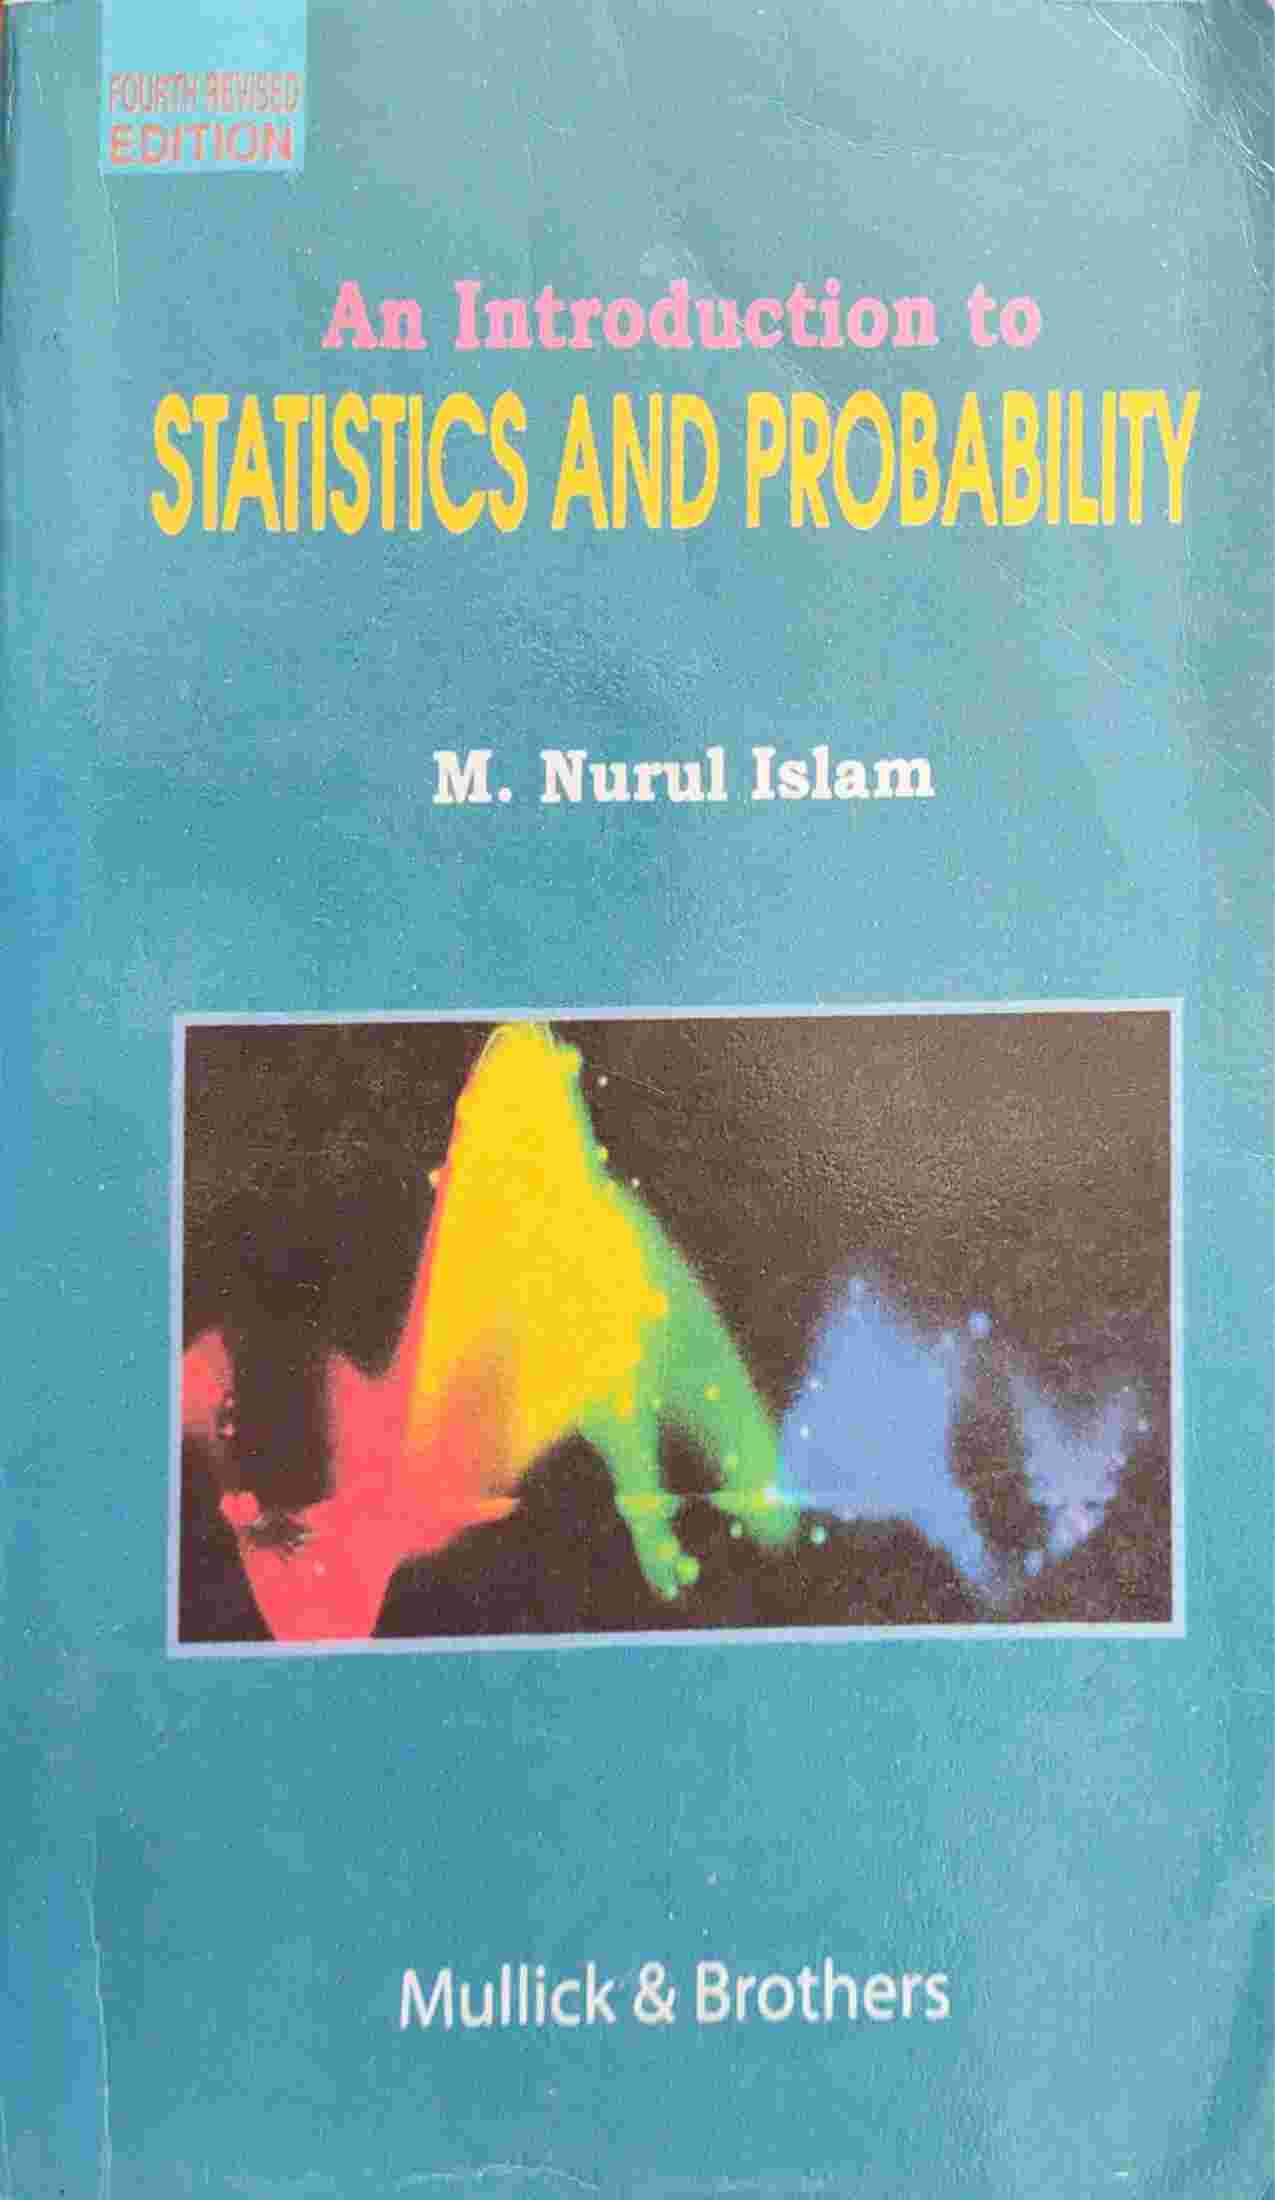 FOURTH REVISED
EDITION
An Introduction to
STATISTICS AND PROBABILITY
M. Nurul Islam
Mullick & Brothers